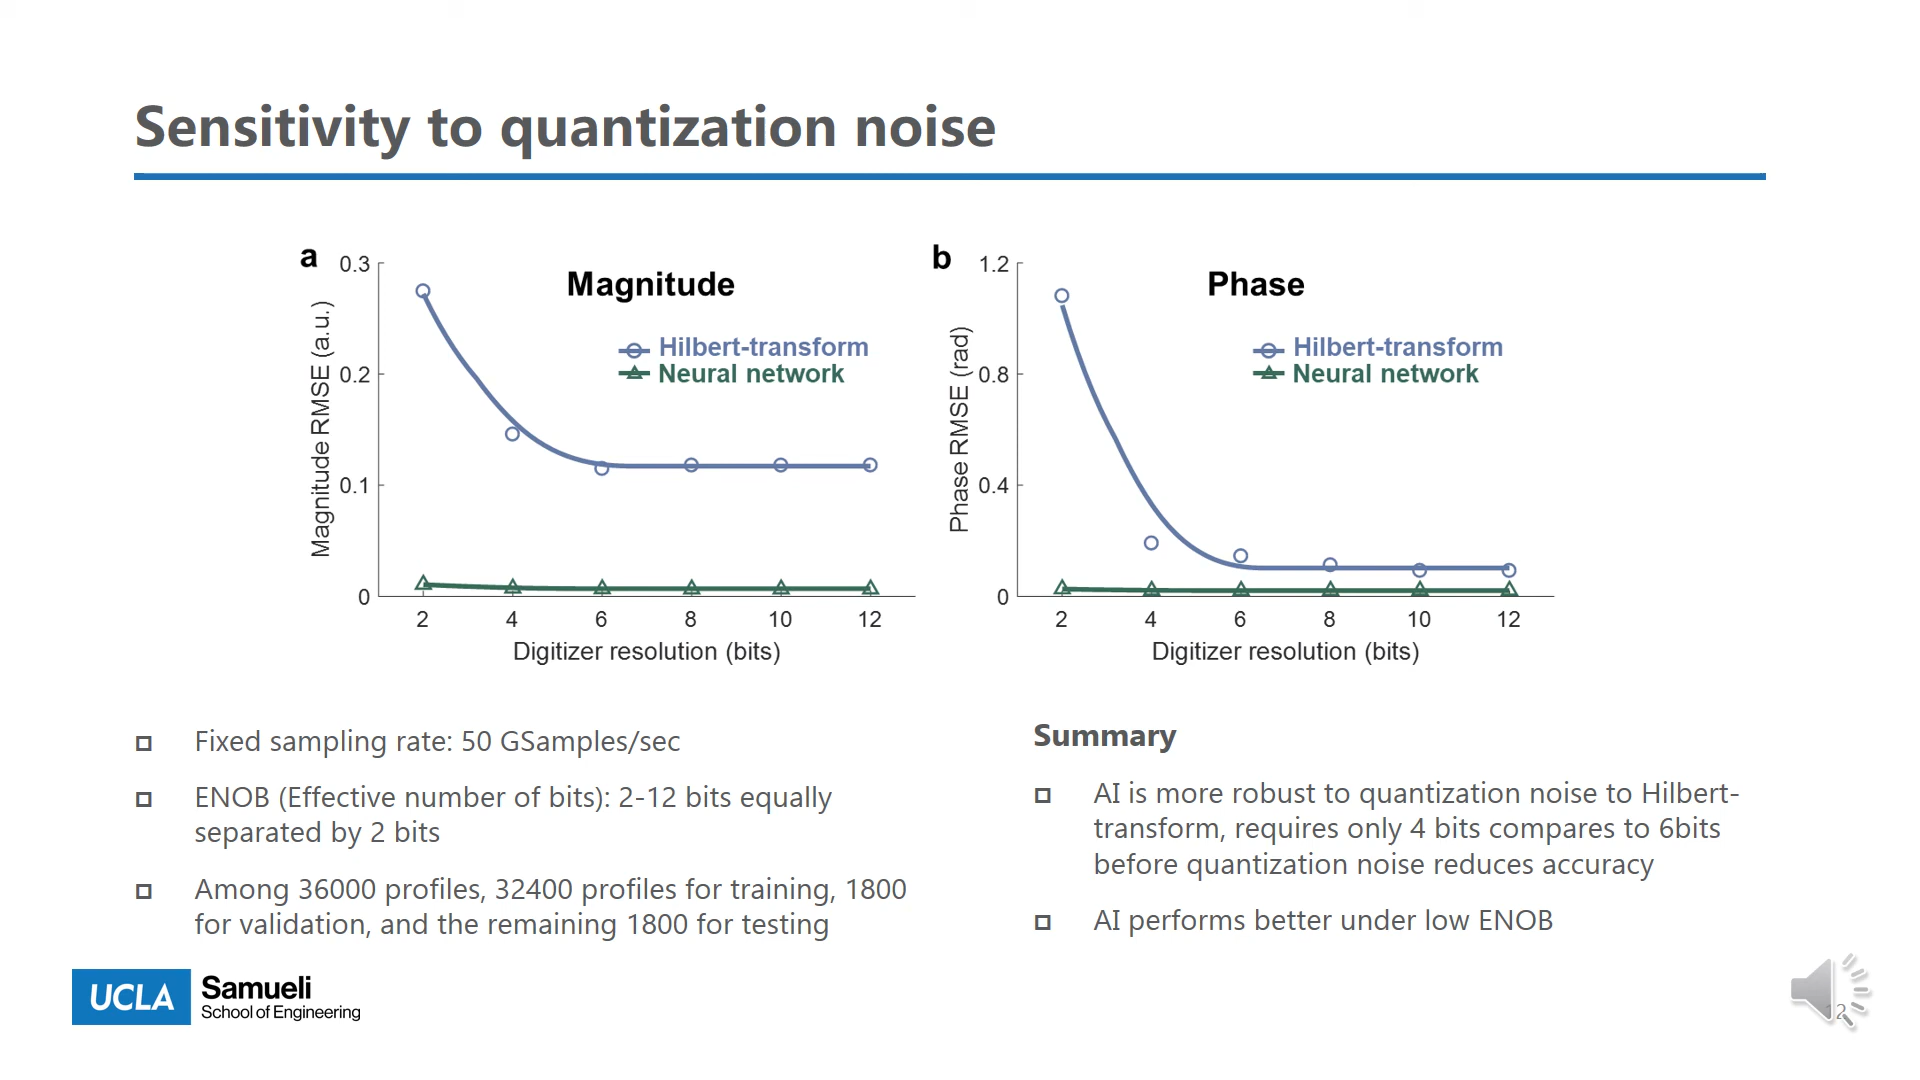 Sensitivity to quantization noise
a
0.3
0.2
0.1
0
Magnitude RMSE (a.u.)
Magnitude
Hilbert-transform
Neural network
2 4 6 8 10 12
Digitizer resolution (bits)
b
1.2
0.8
0.4
0
Phase RMSE (rad)
Phase
Hilbert-transform
Neural network
2 4 6 8 10 12
Digitizer resolution (bits)
Fixed sampling rate: 50 GSamples/sec
ENOB (Effective number of bits): 2-12 bits equally
separated by 2 bits
Among 36000 profiles, 32400 profiles for training, 1800
for validation, and the remaining 1800 for testing
Summary
AI is more robust to quantization noise to Hilbert-
transform, requires only 4 bits compares to 6bits
before quantization noise reduces accuracy
AI performs better under low ENOB
UCLA Samueli
School of Engineering
12